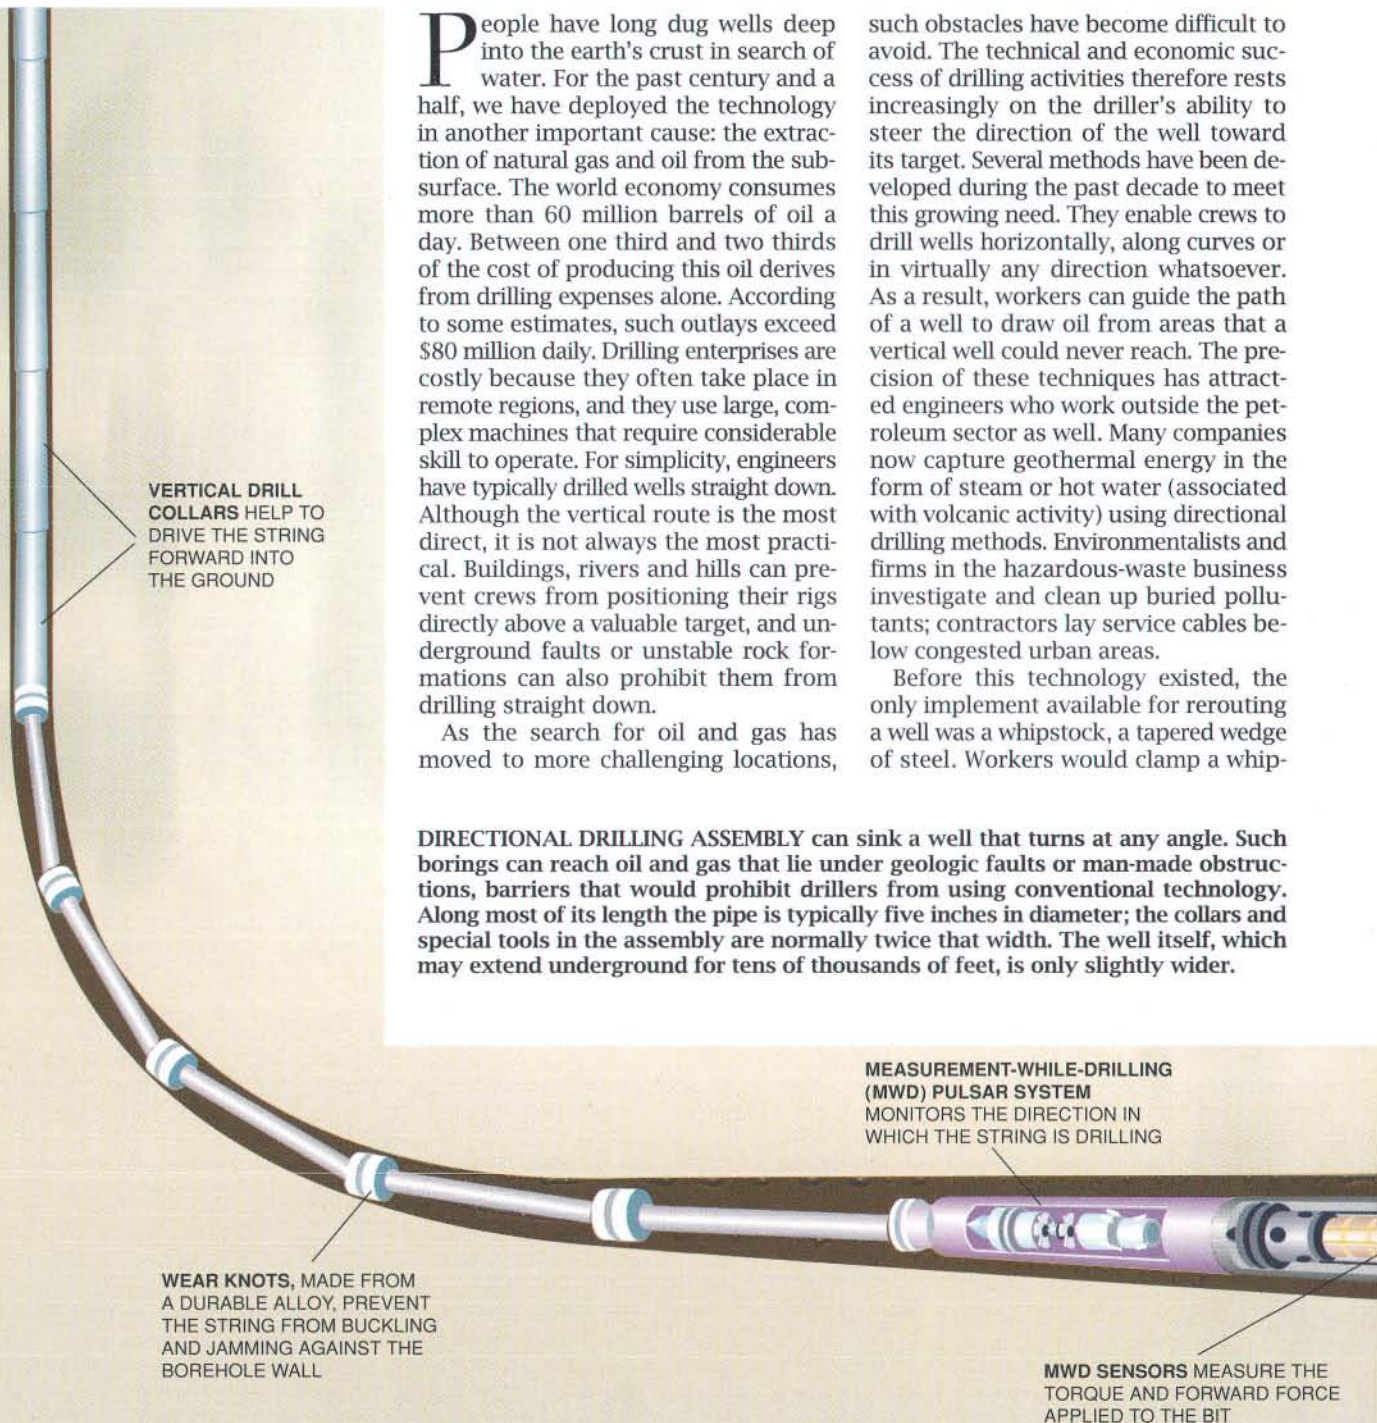 People have long dug wells deep
into the earth's crust in search of
water. For the past century and a
half, we have deployed the technology
in another important cause: the extrac-
tion of natural gas and oil from the sub-
surface. The world economy consumes
more than 60 million barrels of oil a
day. Between one third and two thirds
of the cost of producing this oil derives
from drilling expenses alone. According
to some estimates, such outlays exceed
$80 million daily. Drilling enterprises are
costly because they often take place in
remote regions, and they use large, com-
plex machines that require considerable
skill to operate. For simplicity, engineers
have typically drilled wells straight down.
Although the vertical route is the most
direct, it is not always the most practi-
cal. Buildings, rivers and hills can pre-
vent crews from positioning their rigs
directly above a valuable target, and un-
derground faults or unstable rock for-
mations can also prohibit them from
drilling straight down.
As the search for oil and gas has
moved to more challenging locations,
such obstacles have become difficult to
avoid. The technical and economic suc-
cess of drilling activities therefore rests
increasingly on the driller's ability to
steer the direction of the well toward
its target. Several methods have been de-
veloped during the past decade to meet
this growing need. They enable crews to
drill wells horizontally, along curves or
in virtually any direction whatsoever.
As a result, workers can guide the path
of a well to draw oil from areas that a
vertical well could never reach. The pre-
cision of these techniques has attract-
ed engineers who work outside the pet-
roleum sector as well. Many companies
now capture geothermal energy in the
form of steam or hot water (associated
with volcanic activity) using directional
drilling methods. Environmentalists and
firms in the hazardous-waste business
investigate and clean up buried pollu-
tants; contractors lay service cables be-
low congested urban areas.
Before this technology existed, the
only implement available for rerouting
a well was a whipstock, a tapered wedge
of steel. Workers would clamp a whip-
VERTICAL DRILL
COLLARS HELP TO
DRIVE THE STRING
FORWARD INTO
THE GROUND
DIRECTIONAL DRILLING ASSEMBLY can sink a well that turns at any angle. Such
borings can reach oil and gas that lie under geologic faults or man-made obstruc-
tions, barriers that would prohibit drillers from using conventional technology.
Along most of its length the pipe is typically five inches in diameter; the collars and
special tools in the assembly are normally twice that width. The well itself, which
may extend underground for tens of thousands of feet, is only slightly wider.
MEASUREMENT-WHILE-DRILLING
(MWD) PULSAR SYSTEM
MONITORS THE DIRECTION IN
WHICH THE STRING IS DRILLING
WEAR KNOTS, MADE FROM
A DURABLE ALLOY, PREVENT
THE STRING FROM BUCKLING
AND JAMMING AGAINST THE
BOREHOLE WALL
MWD SENSORS MEASURE THE
TORQUE AND FORWARD FORCE
APPLIED TO THE BIT